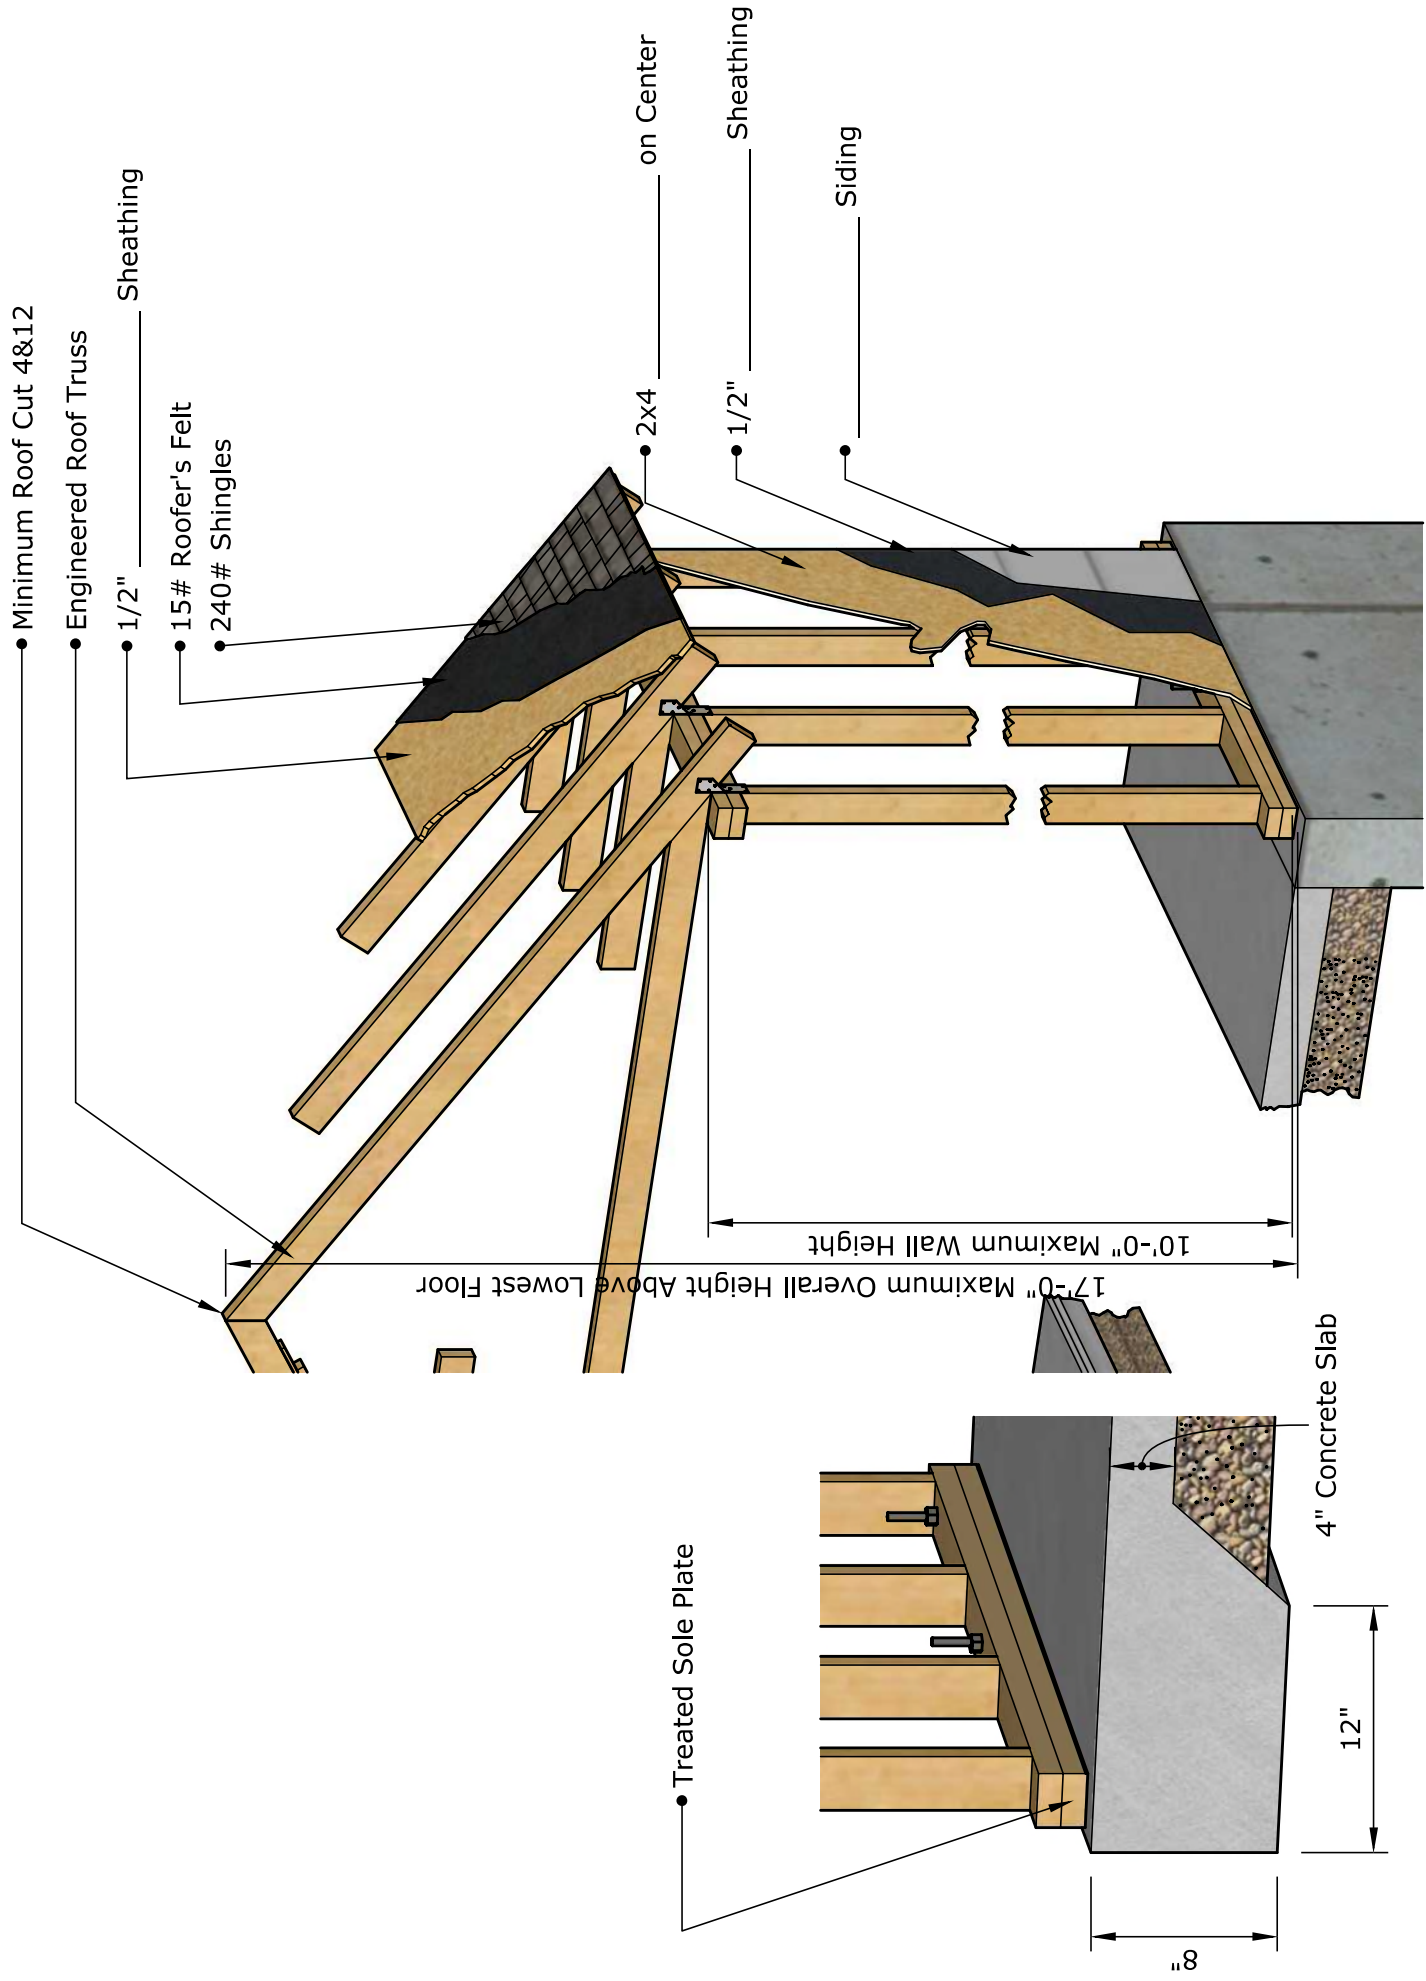 Minimum Roof Cut 4&12
Engineered Roof Truss
1/2" Sheathing
15# Roofer's Felt
240# Shingles
2x4 on Center
1/2" Sheathing
Siding
10'-0" Maximum Wall Height
17'-0" Maximum Overall Height Above Lowest Floor
Treated Sole Plate
4" Concrete Slab
12"
8"